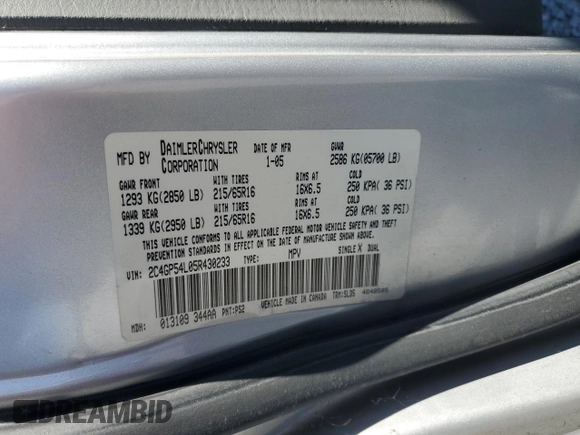 MFD BY DAIMLERCHRYSLER CORPORATION
DATE OF MFR 1-05
GVWR 2586 KG(05700 LB)
GAWR FRONT
1293 KG(2850 LB) 215/65R16
RIMS AT 16X6.5
COLD 250 KPA( 36 PSI)
GAWR REAR
1339 KG(2950 LB) 215/65R16
RIMS AT 16X6.5
COLD 250 KPA( 36 PSI)
THIS VEHICLE CONFORMS TO ALL APPLICABLE FEDERAL MOTOR VEHICLE SAFETY AND THEFT
PREVENTION STANDARDS IN EFFECT ON THE DATE OF MANUFACTURE SHOWN ABOVE.
VIN: 2C4GP54L05R430233 TYPE: MPV SINGLE X DUAL
VEHICLE MADE IN CANADA TRM:SLDS
MDH: 013109 344AA PNT:PS2
DREAMBID